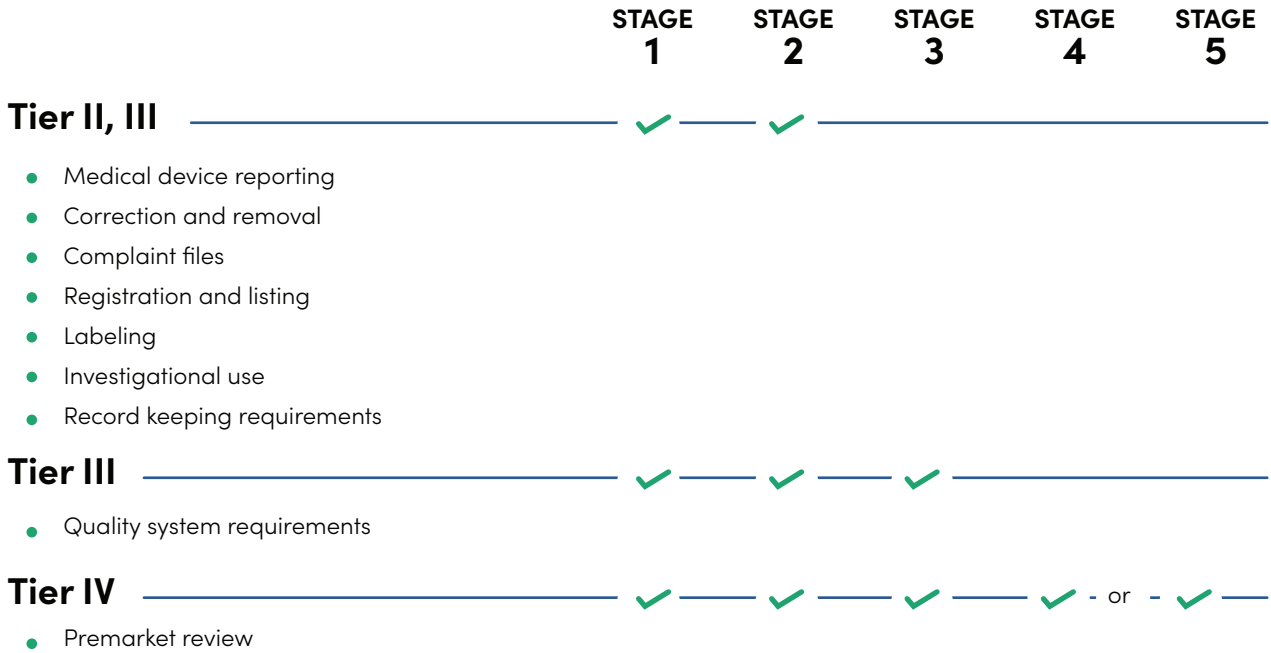 STAGE STAGE STAGE STAGE STAGE
1 2 3 4 5
Tier II, III
Medical device reporting
Correction and removal
Complaint files
Registration and listing
Labeling
Investigational use
Record keeping requirements
Tier III
Quality system requirements
Tier IV or
Premarket review